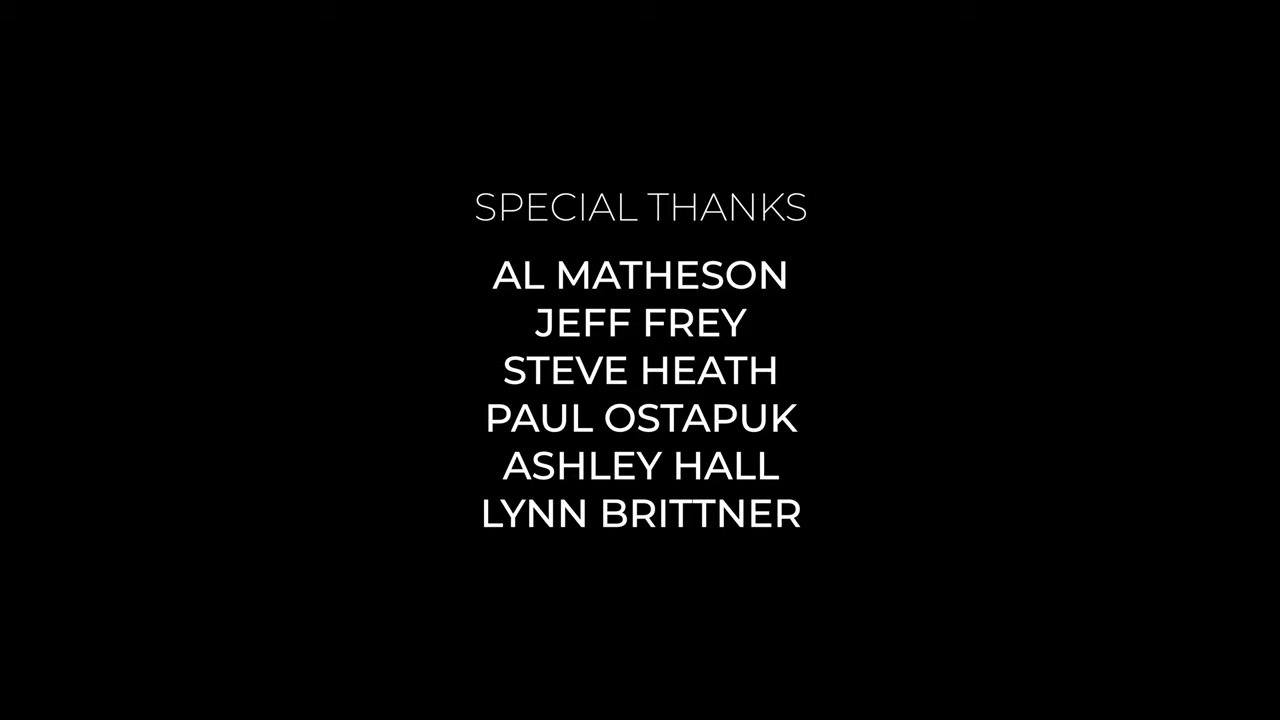 SPECIAL THANKS
AL MATHESON
JEFF FREY
STEVE HEATH
PAUL OSTAPUK
ASHLEY HALL
LYNN BRITTNER